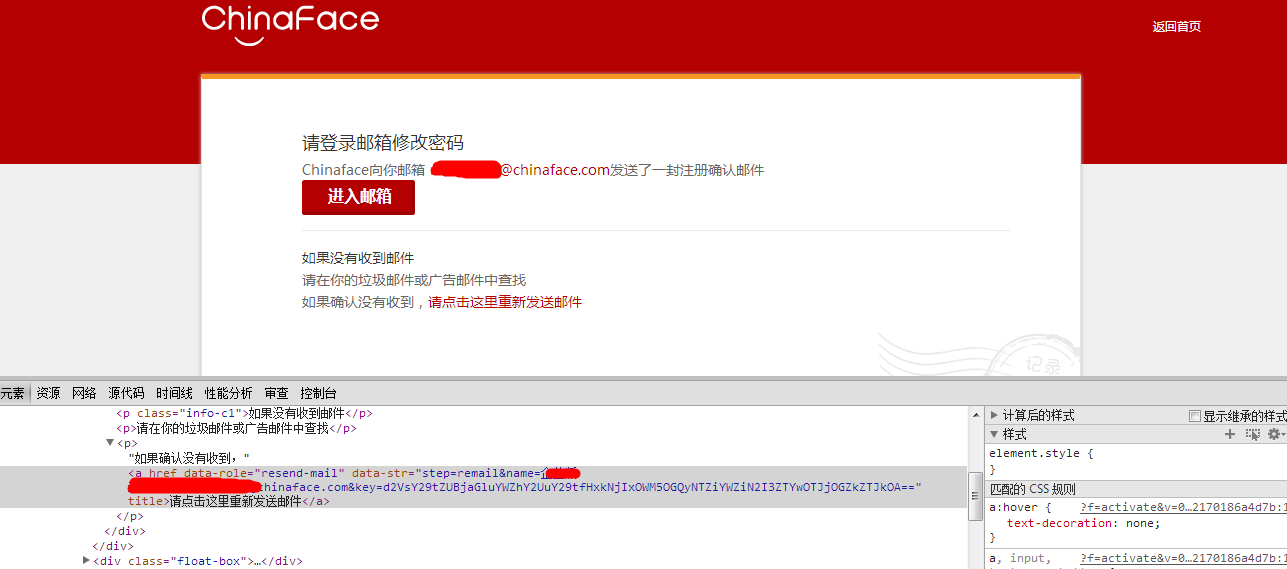 ChinaFace
返回首页
请登录邮箱修改密码
Chinaface向你邮箱 @chinaface.com发送了一封注册确认邮件
进入邮箱
如果没有收到邮件
请在你的垃圾邮件或广告邮件中查找
如果确认没有收到，请点击这里重新发送邮件
记录
元素 资源 网络 源代码 时间线 性能分析 审查 控制台
<p class="info-c1">如果没有收到邮件</p>
<p>请在你的垃圾邮件或广告邮件中查找</p>
▼<p>
"如果确认没有收到，"
<a href data-role="resend-mail" data-str="step=remail&name=
chinaface.com&key=d2VsY29tZUBjaGluYWZhY2UuY29tfHxkNjIxOWM5OGQyNTZiYWZiN2I3ZTYwOTJjOGZkZTJkOA=="
title>请点击这里重新发送邮件</a>
</p>
</div>
</div>
▶<div class="float-box">…</div>
▶ 计算后的样式 显示继承的样式
▼ 样式
element.style {
}
匹配的 CSS 规则
a:hover { ?f=activate&v=0…2170186a4d7b:1
text-decoration: none;
}
a, input, ?f=activate&v=0…2170186a4d7b:1